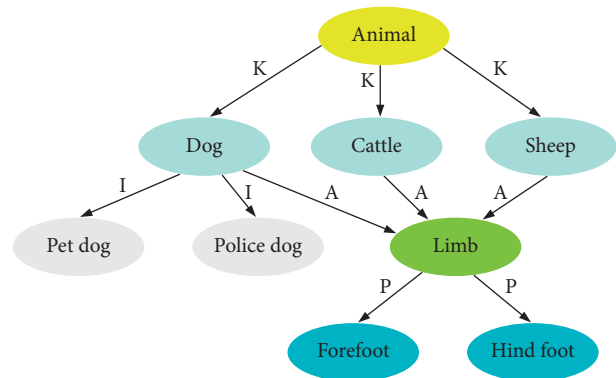 Animal
K
K
K
Dog
Cattle
Sheep
I
I
A
A
A
Pet dog
Police dog
Limb
P
P
Forefoot
Hind foot